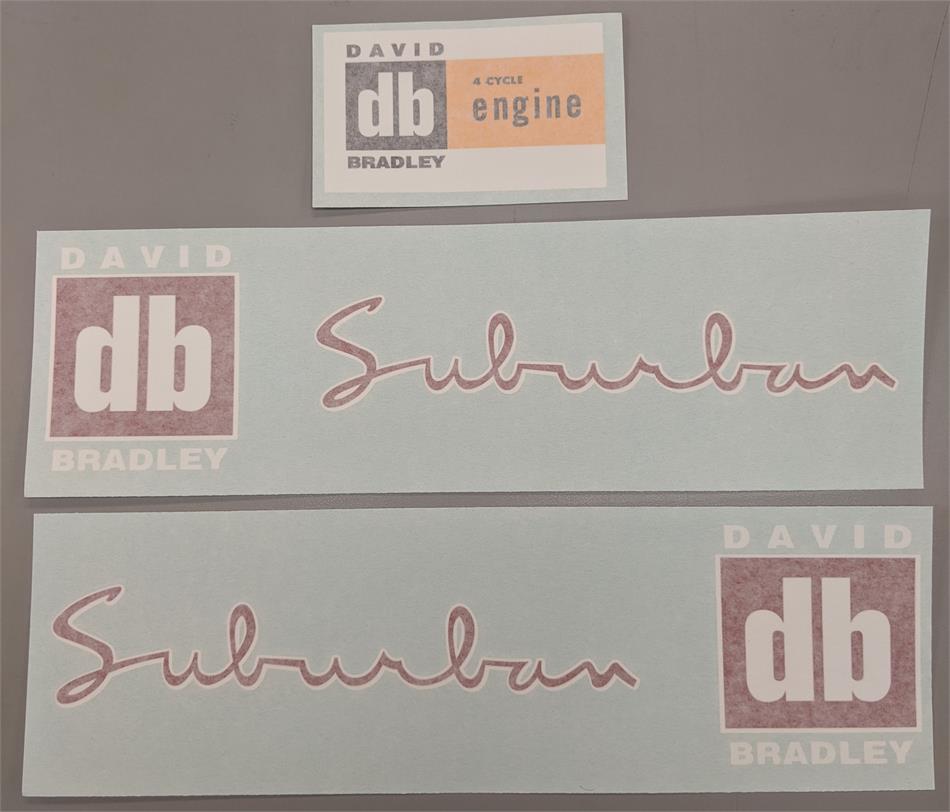 DAVID
db
BRADLEY
4 CYCLE
engine
DAVID
db
BRADLEY
Suburban
Suburban
DAVID
db
BRADLEY